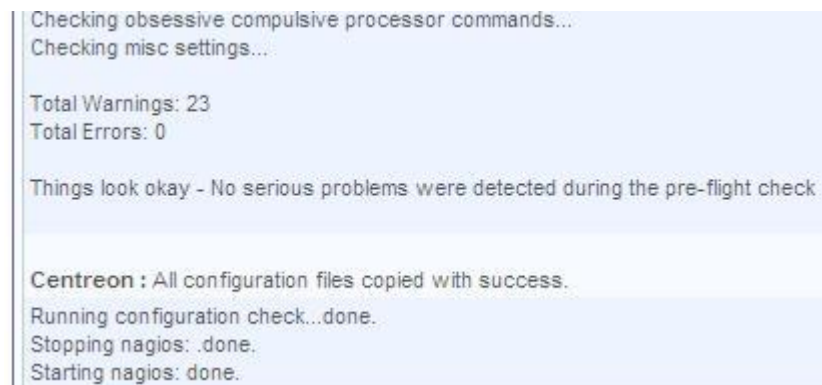 Checking obsessive compulsive processor commands...
Checking misc settings...
Total Warnings: 23
Total Errors: 0
Things look okay - No serious problems were detected during the pre-flight check
Centreon : All configuration files copied with success.
Running configuration check...done.
Stopping nagios: .done.
Starting nagios: done.